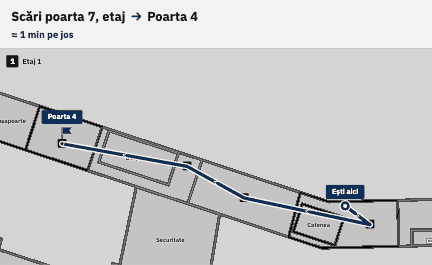 Scări poarta 7, etaj → Poarta 4
≈ 1 min pe jos
1 Etaj 1
Poarta 4
Ești aici
Cafenea
Securitate